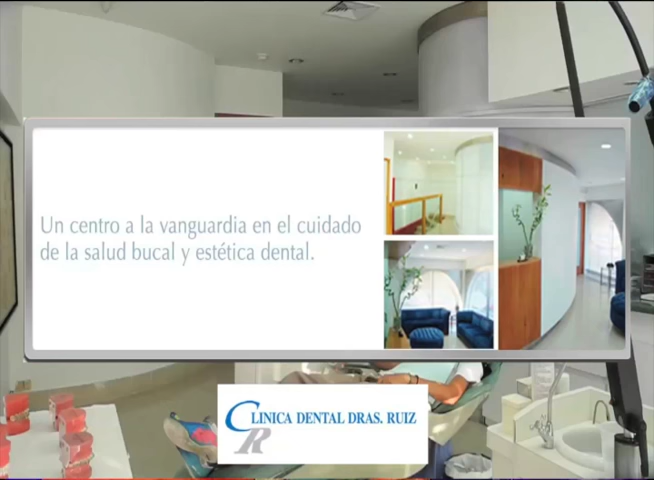 Un centro a la vanguardia en el cuidado
de la salud bucal y estética dental.
CLINICA DENTAL DRAS. RUIZ
CR